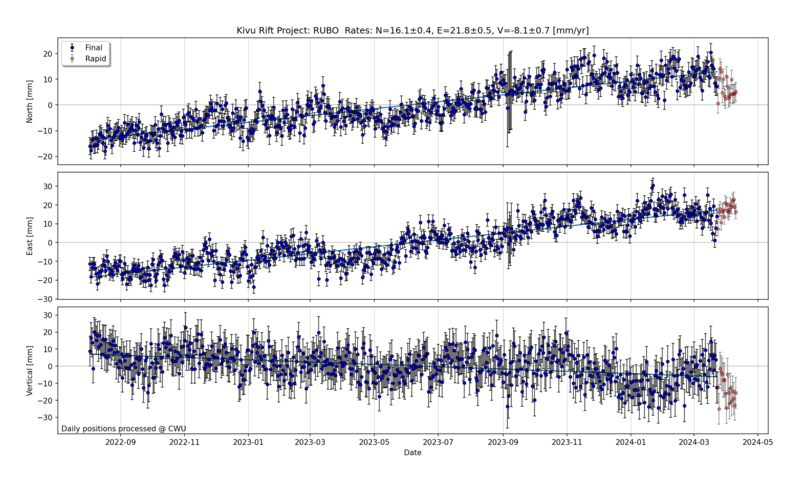 Kivu Rift Project: RUBO Rates: N=16.1±0.4, E=21.8±0.5, V=-8.1±0.7 [mm/yr]
Final
Rapid
North [mm]
20
10
0
−10
−20
East [mm]
30
20
10
0
−10
−20
−30
Vertical [mm]
30
20
10
0
−10
−20
−30
Daily positions processed @ CWU
2022-09 2022-11 2023-01 2023-03 2023-05 2023-07 2023-09 2023-11 2024-01 2024-03 2024-05
Date